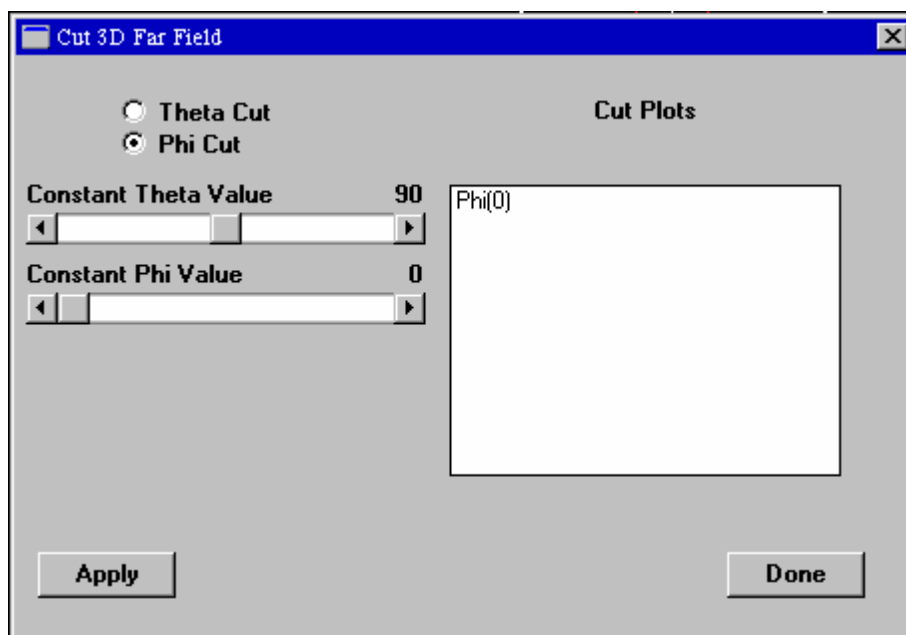 Cut 3D Far Field
Theta Cut
Phi Cut
Cut Plots
Constant Theta Value 90
Constant Phi Value 0
Phi(0)
Apply
Done